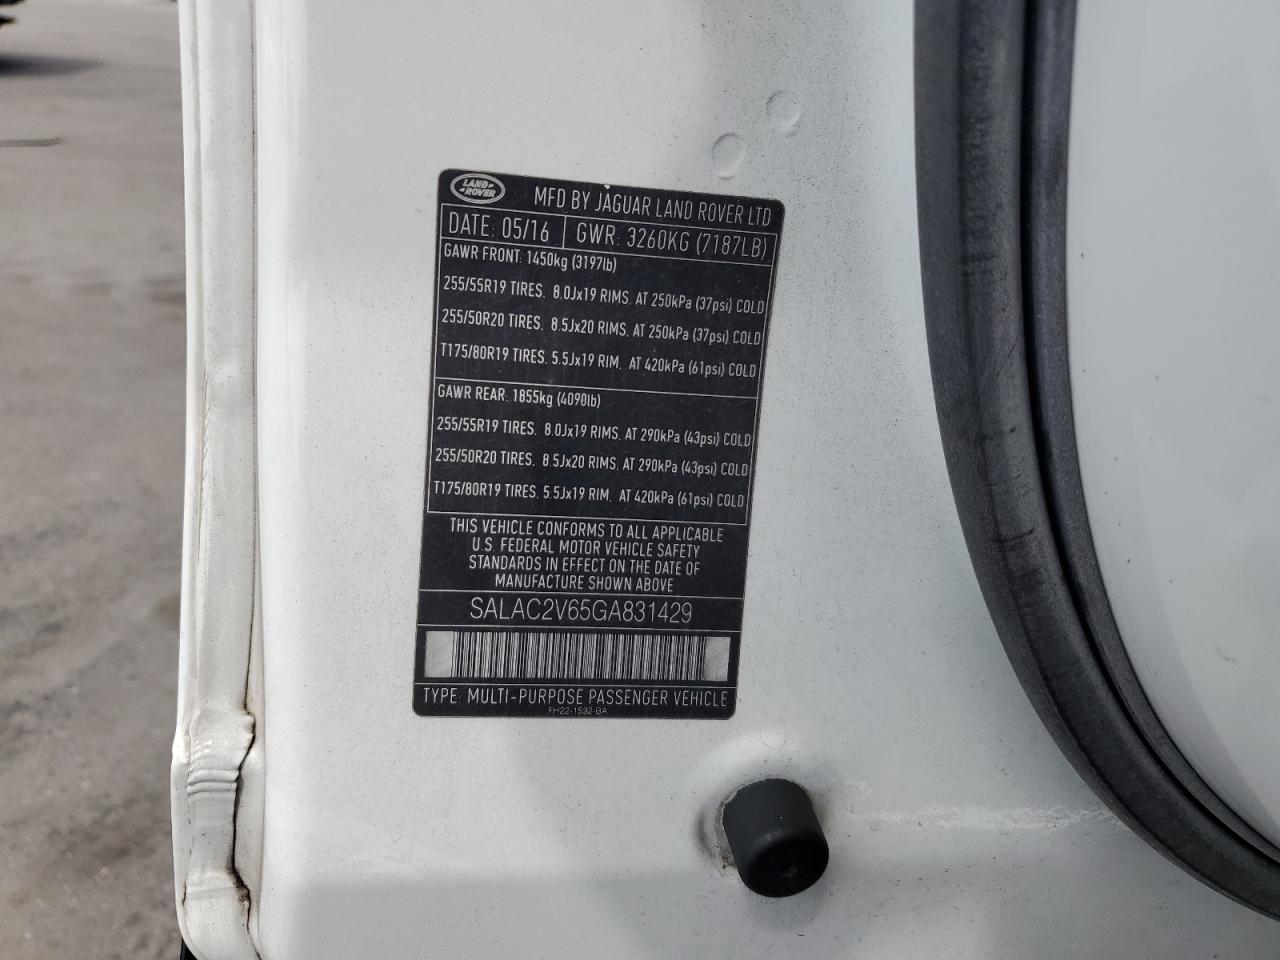 LAND ROVER
MFD BY JAGUAR LAND ROVER LTD
DATE: 05/16 GWR: 3260KG (7187LB)
GAWR FRONT: 1450kg (3197lb)
255/55R19 TIRES, 8.0Jx19 RIMS, AT 250kPa (37psi) COLD
255/50R20 TIRES, 8.5Jx20 RIMS, AT 250kPa (37psi) COLD
T175/80R19 TIRES, 5.5Jx19 RIM, AT 420kPa (61psi) COLD
GAWR REAR: 1855kg (4090lb)
255/55R19 TIRES, 8.0Jx19 RIMS, AT 290kPa (43psi) COLD
255/50R20 TIRES, 8.5Jx20 RIMS, AT 290kPa (43psi) COLD
T175/80R19 TIRES, 5.5Jx19 RIM, AT 420kPa (61psi) COLD
THIS VEHICLE CONFORMS TO ALL APPLICABLE
U.S. FEDERAL MOTOR VEHICLE SAFETY
STANDARDS IN EFFECT ON THE DATE OF
MANUFACTURE SHOWN ABOVE
SALAC2V65GA831429
TYPE: MULTI-PURPOSE PASSENGER VEHICLE
FH22-1532-BA